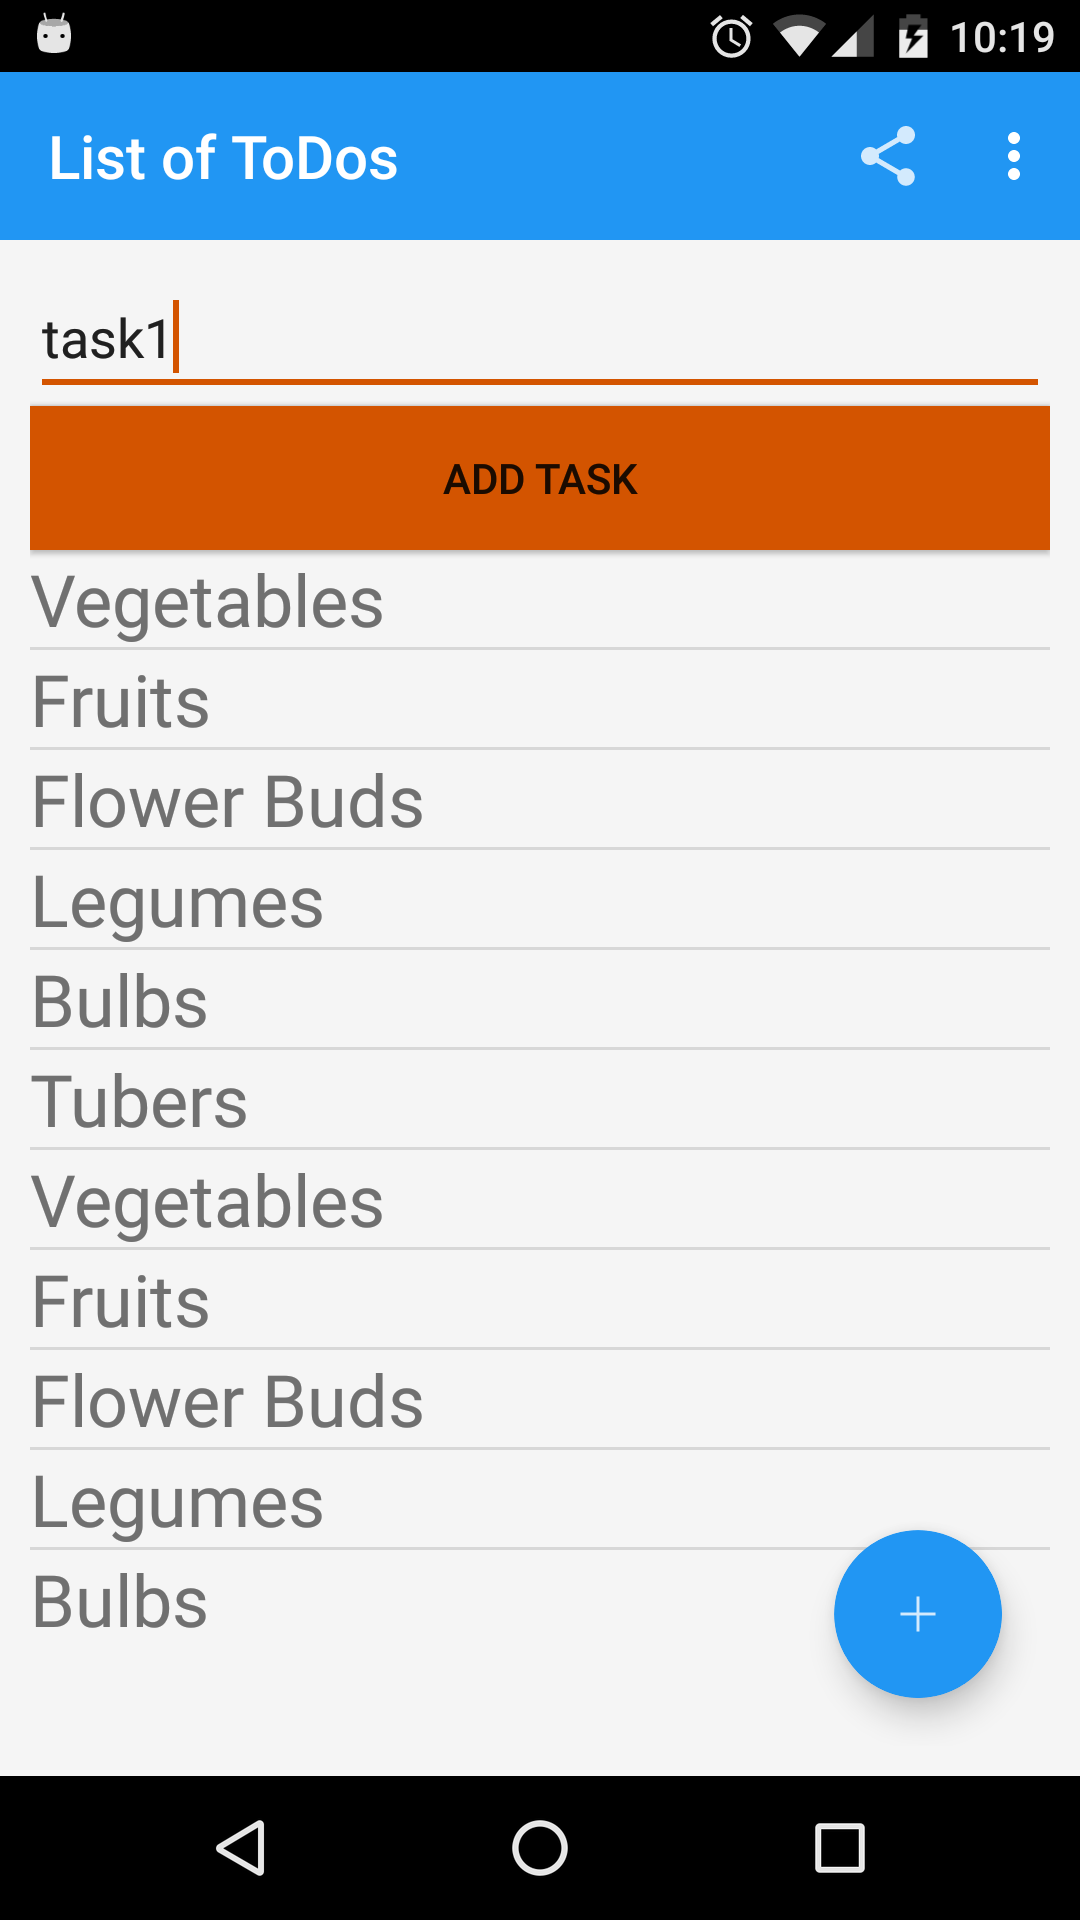 10:19
List of ToDos
task1
ADD TASK
Vegetables
Fruits
Flower Buds
Legumes
Bulbs
Tubers
Vegetables
Fruits
Flower Buds
Legumes
Bulbs